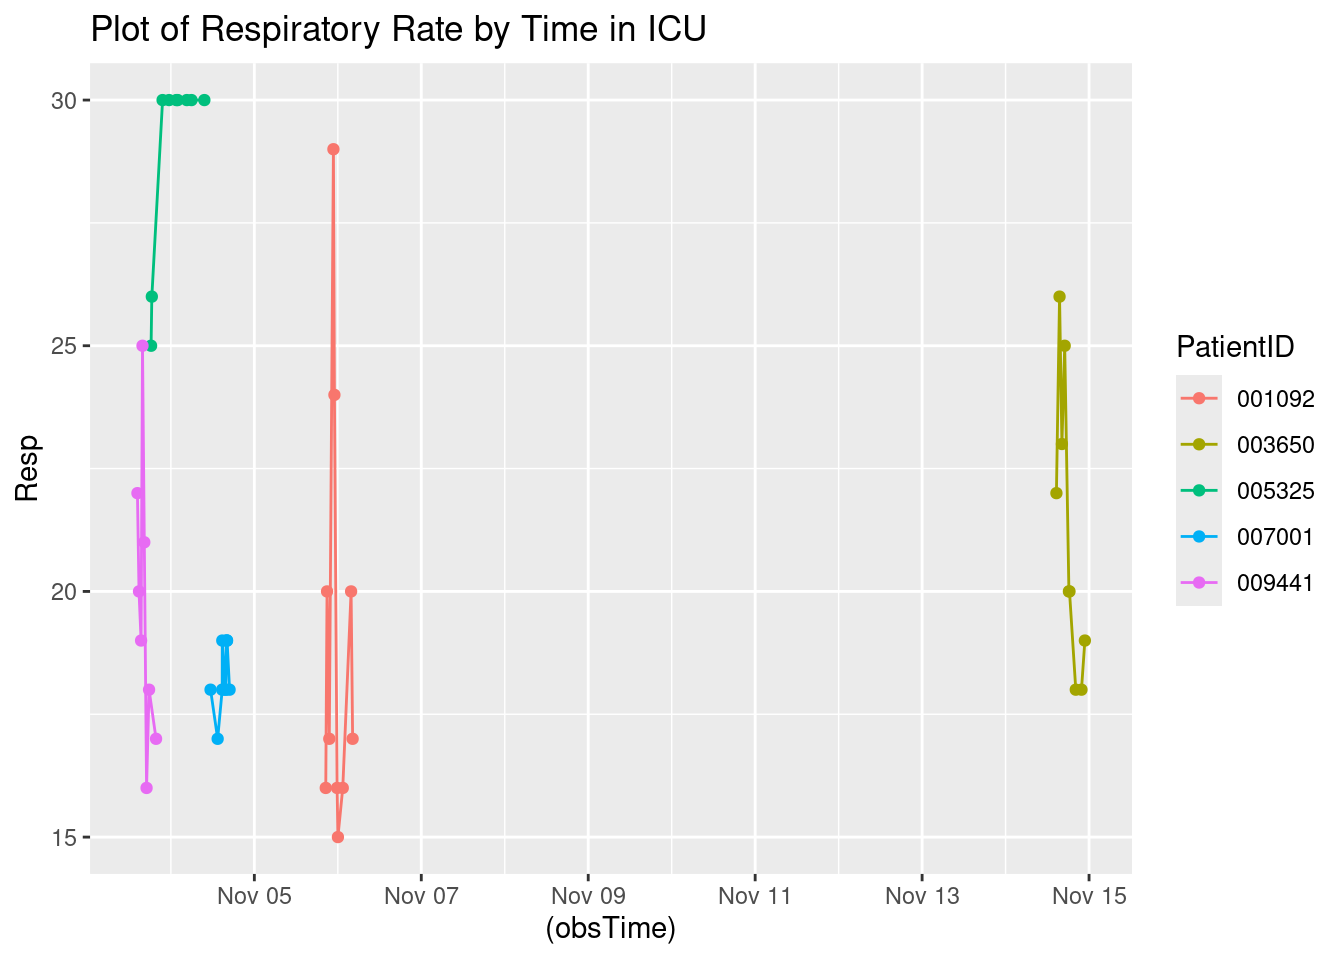 Plot of Respiratory Rate by Time in ICU
30
25
20
15
Resp
Nov 05
Nov 07
Nov 09
Nov 11
Nov 13
Nov 15
(obsTime)
PatientID
001092
003650
005325
007001
009441